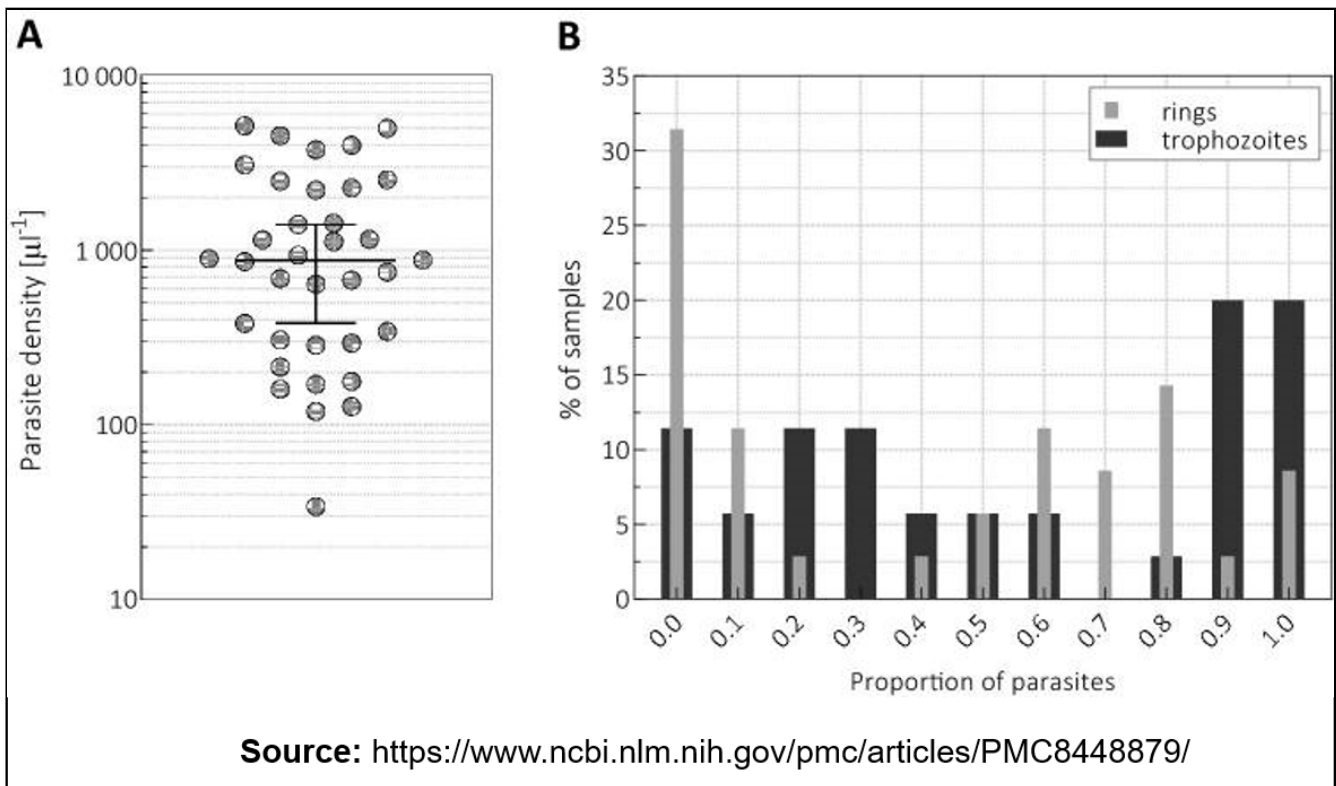 A
Parasite density [µl⁻¹]
10 000
1 000
100
10
B
% of samples
35
30
25
20
15
10
5
0
rings
trophozoites
0.0 0.1 0.2 0.3 0.4 0.5 0.6 0.7 0.8 0.9 1.0
Proportion of parasites
Source: https://www.ncbi.nlm.nih.gov/pmc/articles/PMC8448879/